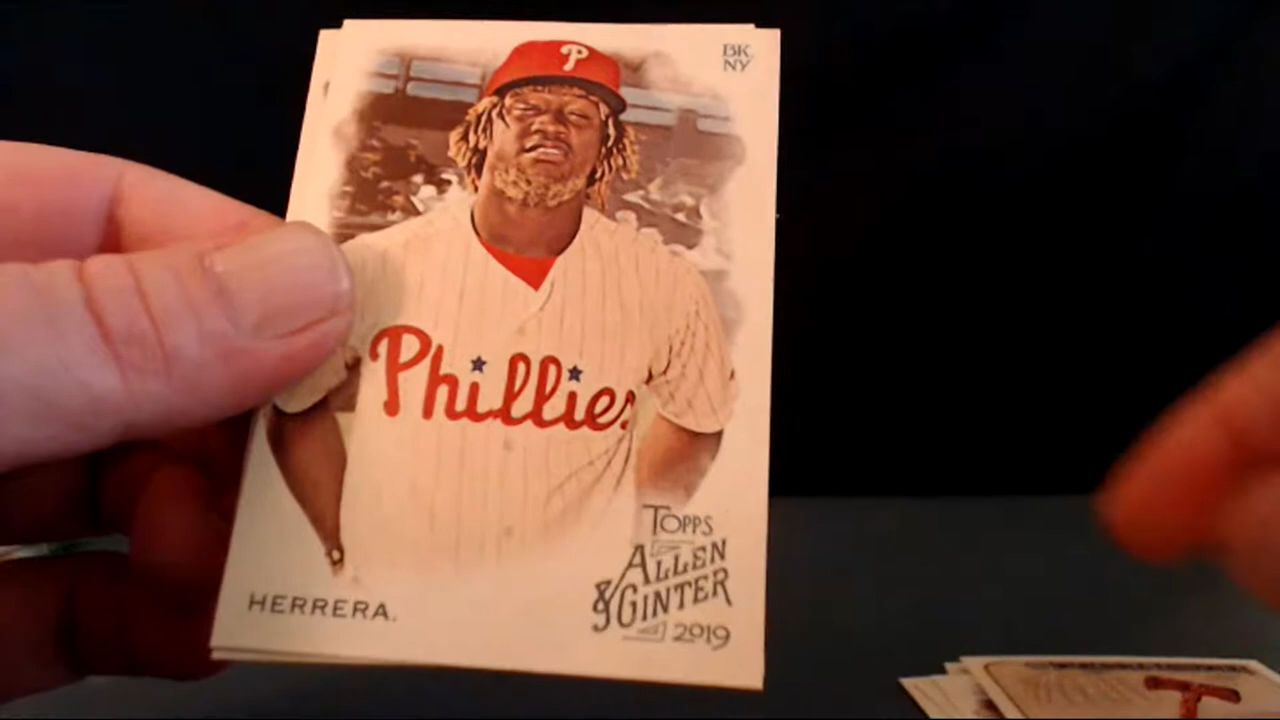 P
BK.
NY
Phillies
TOPPS
ALLEN
& GINTER
2019
HERRERA.